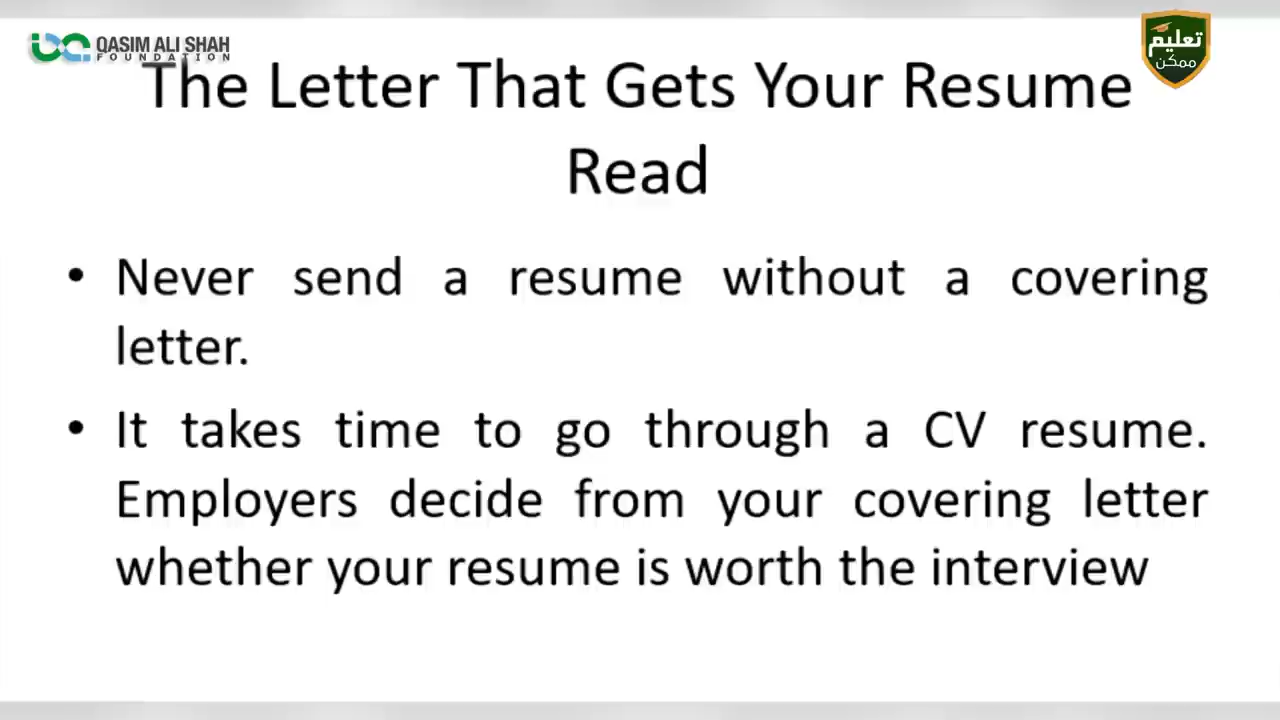 QASIM ALI SHAH
FOUNDATION
تعلیم
ممکن
The Letter That Gets Your Resume
Read
• Never send a resume without a covering
letter.
• It takes time to go through a CV resume.
Employers decide from your covering letter
whether your resume is worth the interview